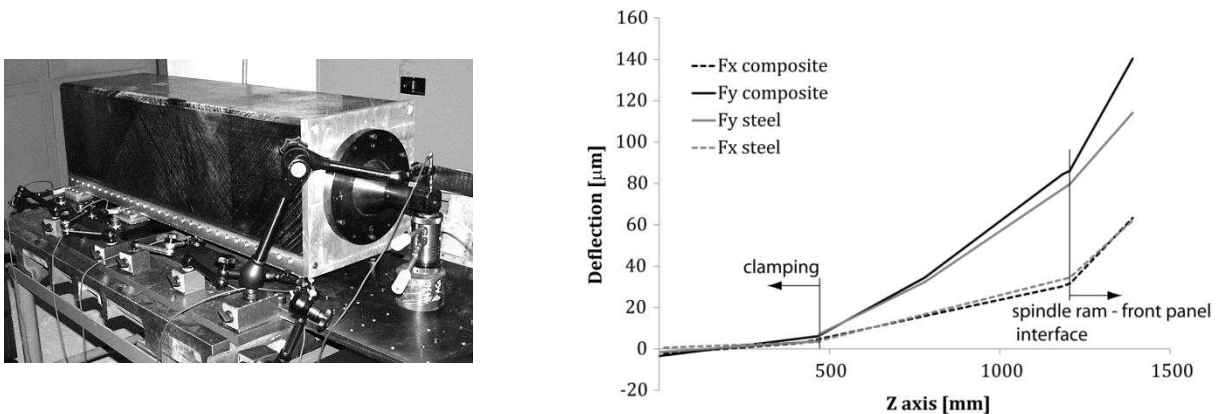 160
140
120
100
80
60
40
20
0
-20
Deflection [μm]
Fx composite
Fy composite
Fy steel
Fx steel
clamping
spindle ram - front panel
interface
500
1000
1500
Z axis [mm]